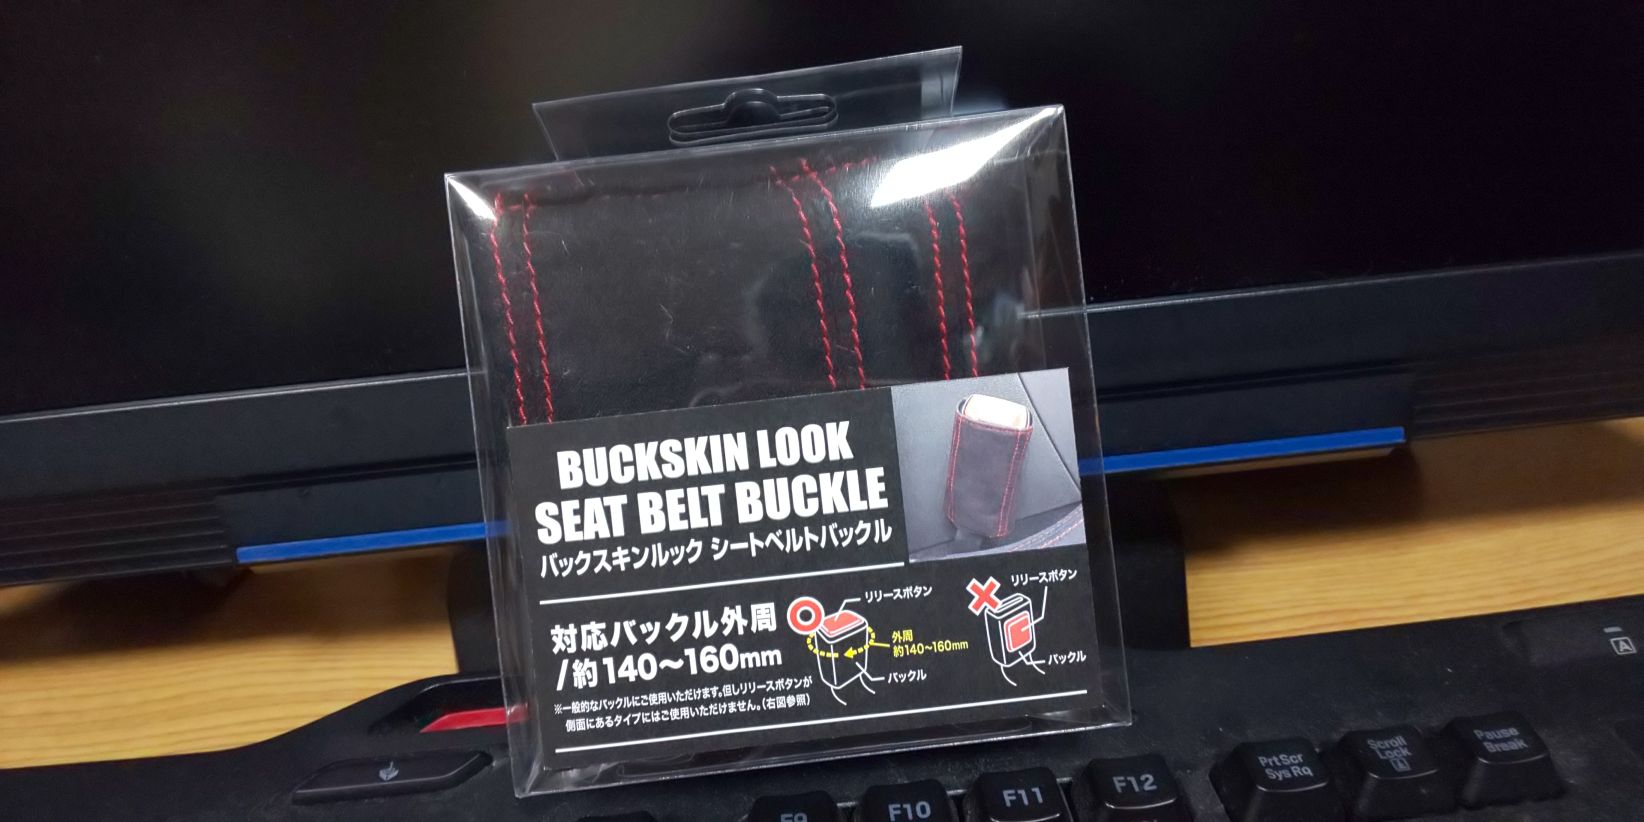 BUCKSKIN LOOK
SEAT BELT BUCKLE
バックスキンルック シートベルトバックル
対応バックル外周
/約140〜160mm
※一般的なバックルにご使用いただけます。但しリリースボタンが
側面にあるタイプにはご使用いただけません。(右図参照)
リリースボタン
外周
約140〜160mm
バックル
リリースボタン
バックル
A
PrtScr
SysRq
Scroll
Lock
A
Pause
Break
F9
F10
F11
F12